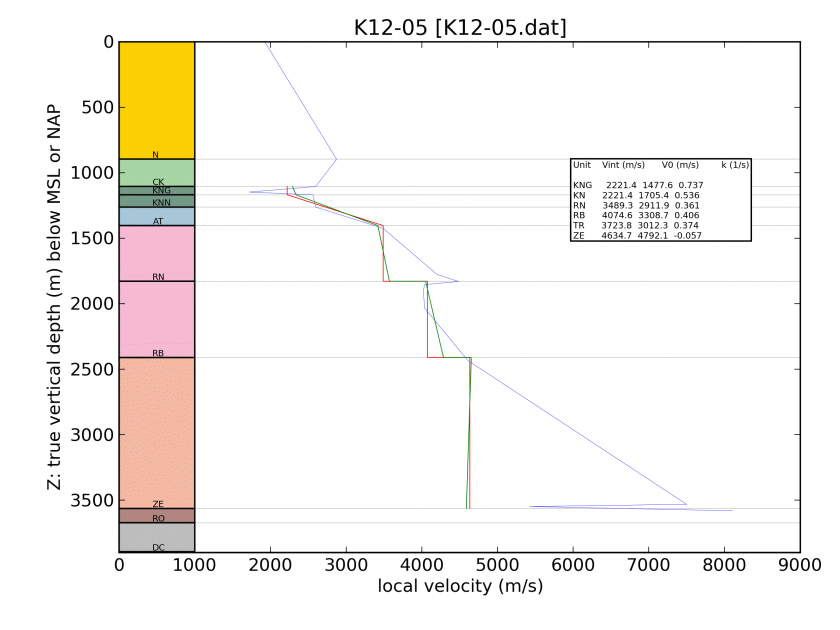 K12-05 [K12-05.dat]
Z: true vertical depth (m) below MSL or NAP
0
500
1000
1500
2000
2500
3000
3500
N
CK
KNG
KNN
AT
RN
RB
ZE
RO
DC
Unit Vint (m/s) V0 (m/s) k (1/s)
KNG 2221.4 1477.6 0.737
KN 2221.4 1705.4 0.536
RN 3489.3 2911.9 0.361
RB 4074.6 3308.7 0.406
TR 3723.8 3012.3 0.374
ZE 4634.7 4792.1 -0.057
0 1000 2000 3000 4000 5000 6000 7000 8000 9000
local velocity (m/s)